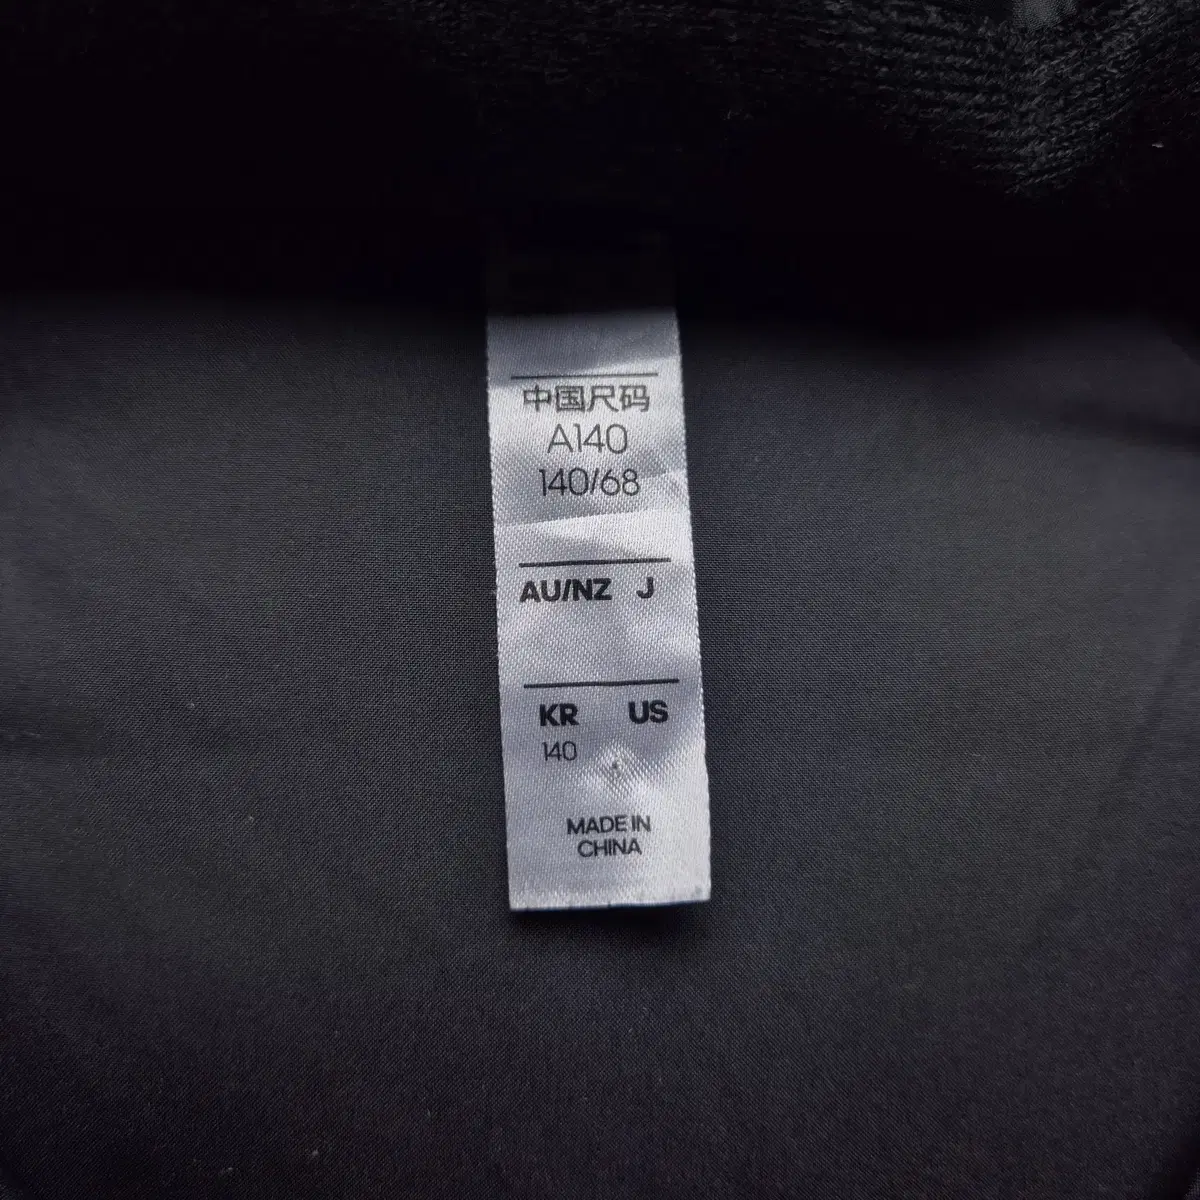 中国尺码
A140
140/68
AU/NZ J
KR US
140
MADE IN
CHINA